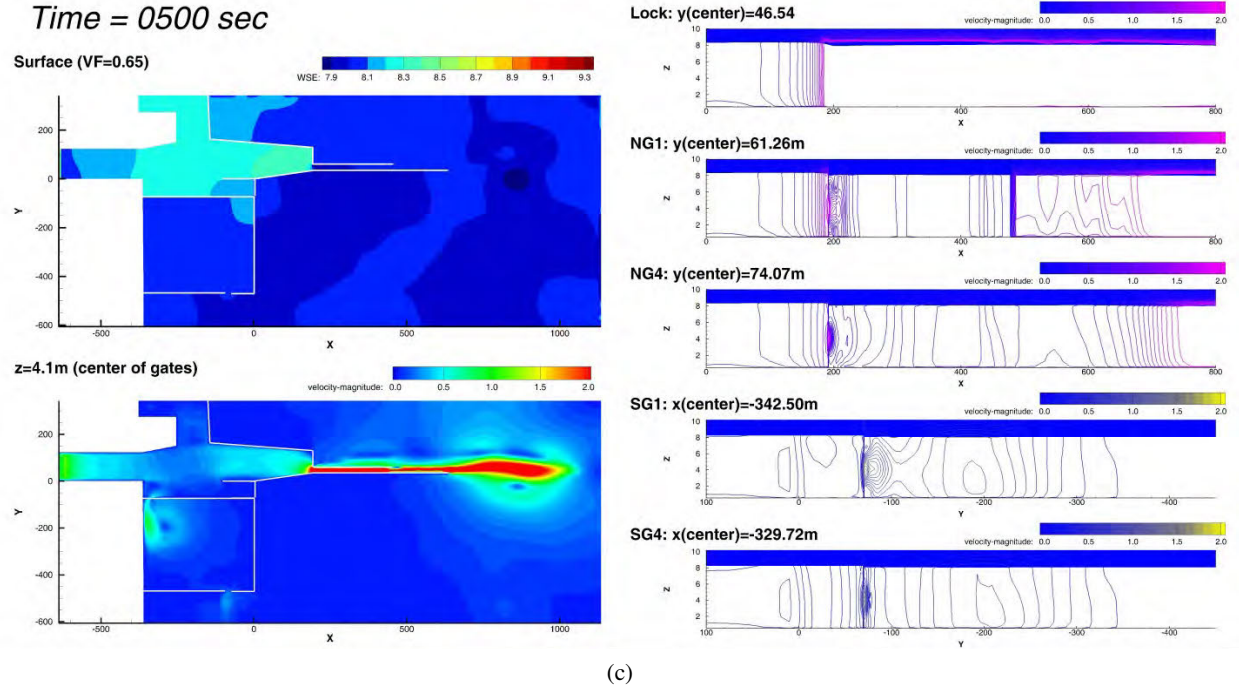 Time = 0500 sec
Surface (VF=0.65)
WSE: 7.9 8.1 8.3 8.5 8.7 8.9 9.1 9.3
200
0
-200
-400
-600
Y
-500 0 500 1000
X
z=4.1m (center of gates)
velocity-magnitude: 0.0 0.5 1.0 1.5 2.0
200
0
-200
-400
-600
Y
-500 0 500 1000
X
Lock: y(center)=46.54
velocity-magnitude: 0.0 0.5 1.0 1.5 2.0
10
8
6
4
2
Z
0 200 400 600 800
X
NG1: y(center)=61.26m
velocity-magnitude: 0.0 0.5 1.0 1.5 2.0
10
8
6
4
2
Z
0 200 400 600 800
X
NG4: y(center)=74.07m
velocity-magnitude: 0.0 0.5 1.0 1.5 2.0
10
8
6
4
2
Z
0 200 400 600 800
X
SG1: x(center)=-342.50m
velocity-magnitude: 0.0 0.5 1.0 1.5 2.0
10
8
6
4
2
Z
100 0 -100 -200 -300 -400
Y
SG4: x(center)=-329.72m
velocity-magnitude: 0.0 0.5 1.0 1.5 2.0
10
8
6
4
2
Z
100 0 -100 -200 -300 -400
Y
(c)